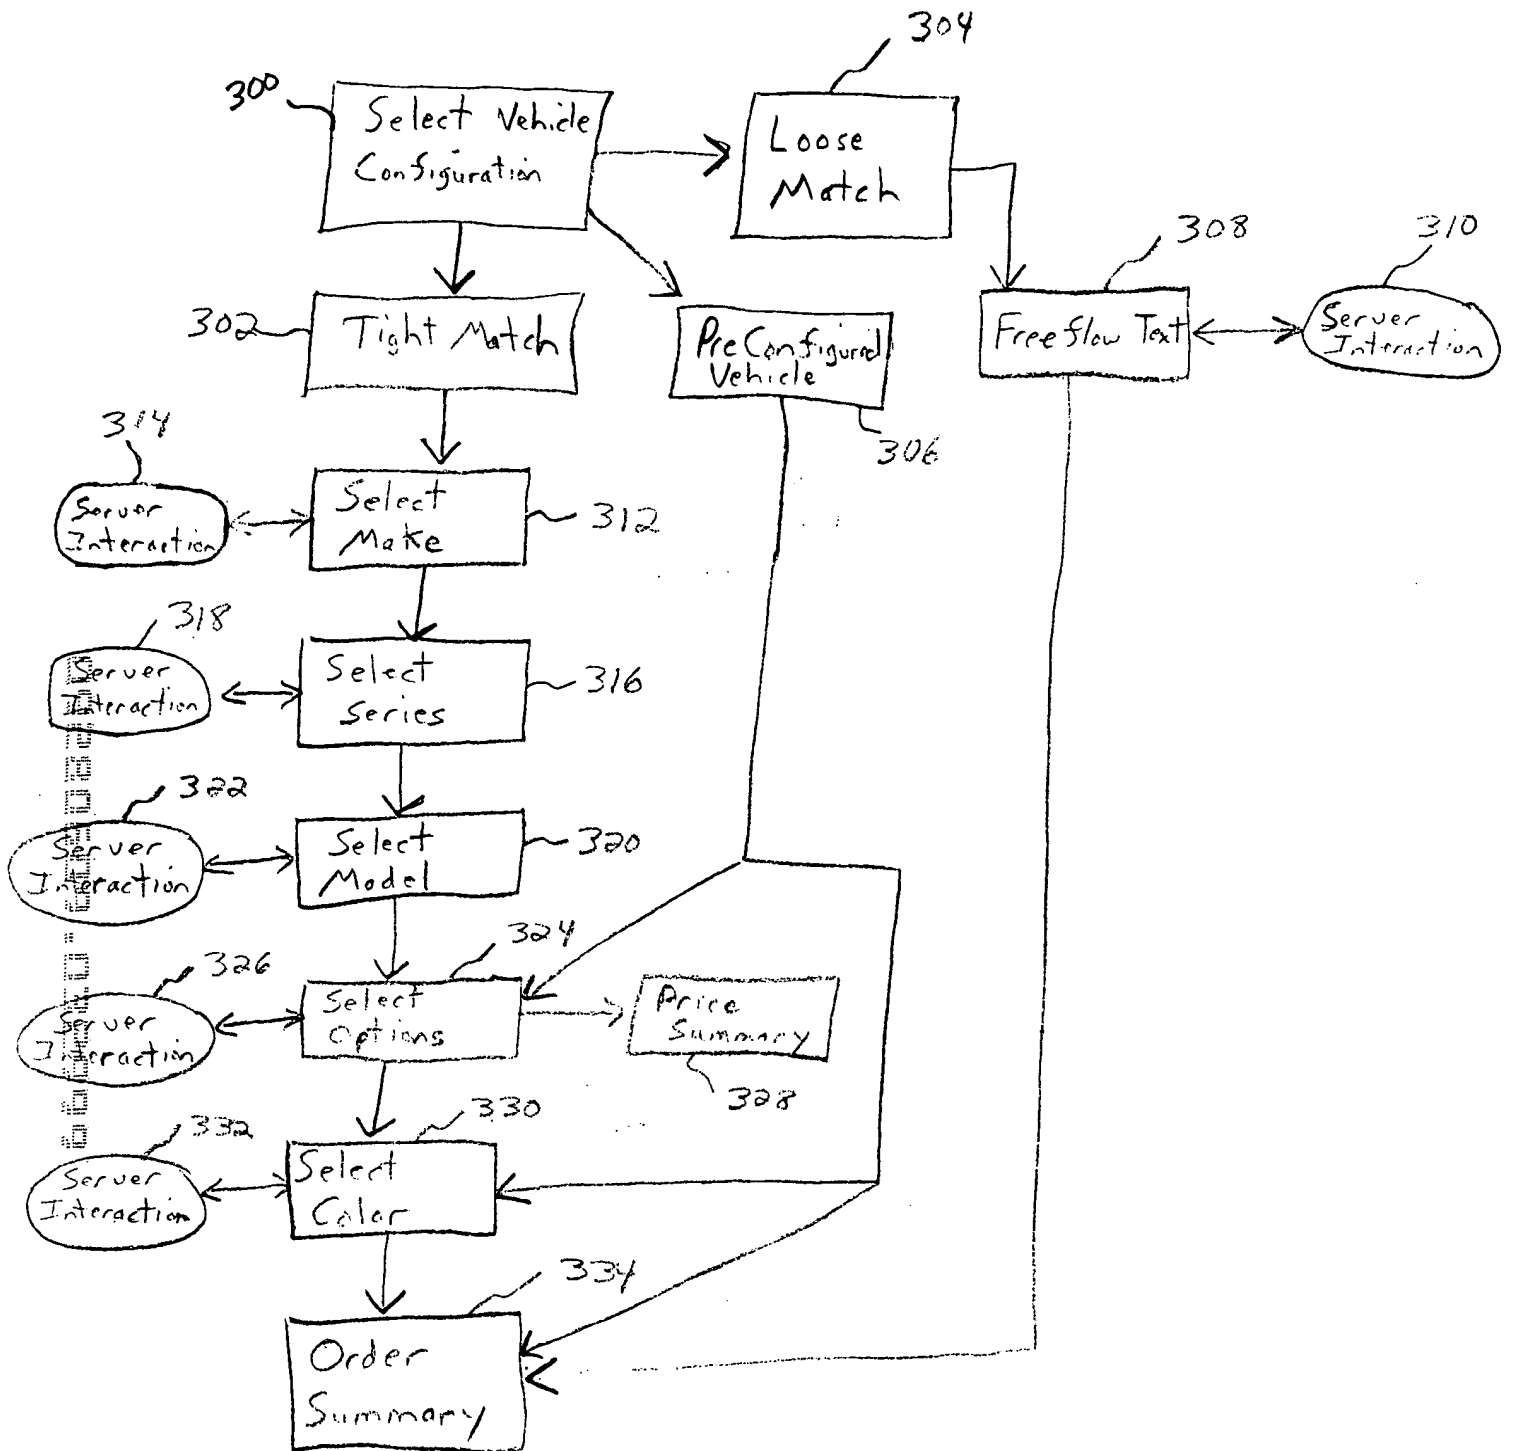 304
300
Select Vehicle
Configuration
Loose
Match
308
310
302
Tight Match
PreConfigured
Vehicle
Freeflow Text
Server
Interaction
306
314
Server
Interaction
Select
Make
312
318
Server
Interaction
Select
Series
316
322
Server
Interaction
Select
Model
320
324
326
Server
Interaction
Select
Options
Price
Summary
328
330
332
Server
Interaction
Select
Color
334
Order
Summary